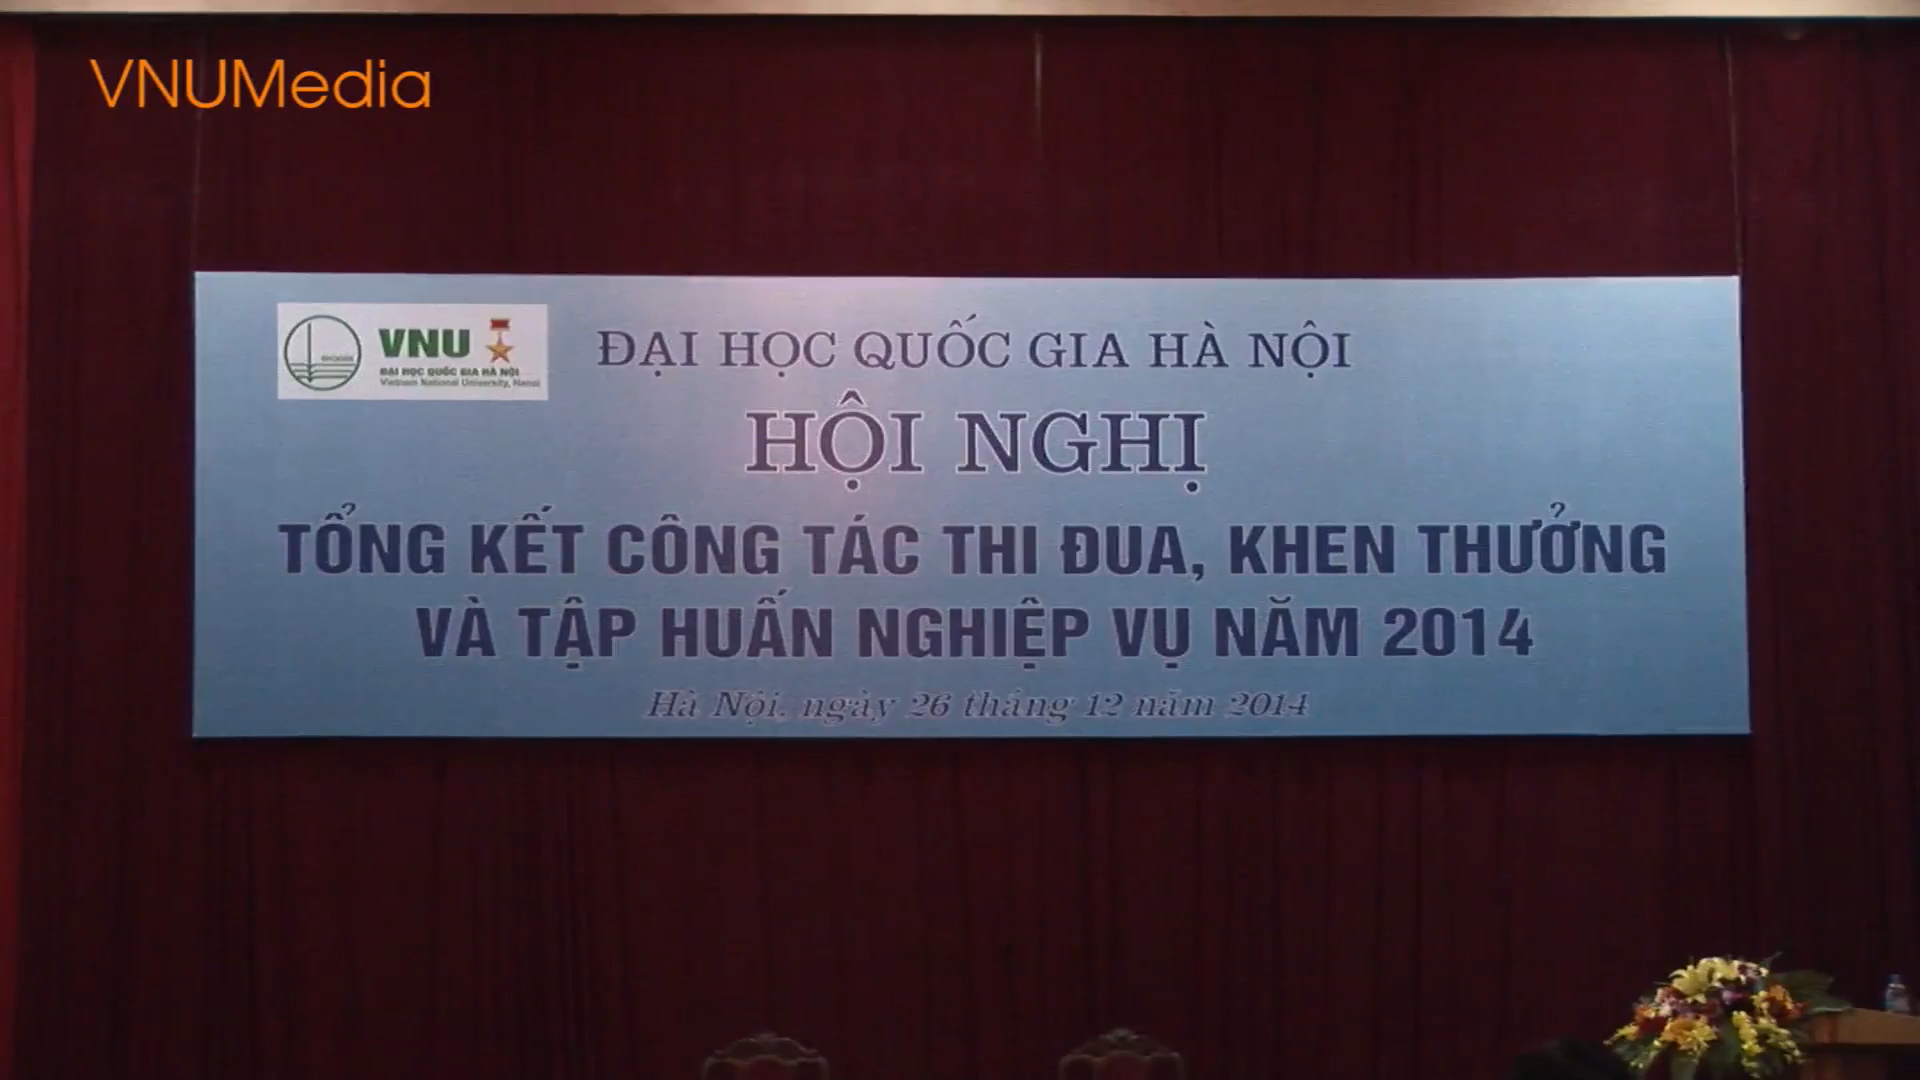 VNUMedia
VNU
ĐẠI HỌC QUỐC GIA HÀ NỘI
Vietnam National University, Hanoi
ĐẠI HỌC QUỐC GIA HÀ NỘI
HỘI NGHỊ
TỔNG KẾT CÔNG TÁC THI ĐUA, KHEN THƯỞNG
VÀ TẬP HUẤN NGHIỆP VỤ NĂM 2014
Hà Nội, ngày 26 tháng 12 năm 2014